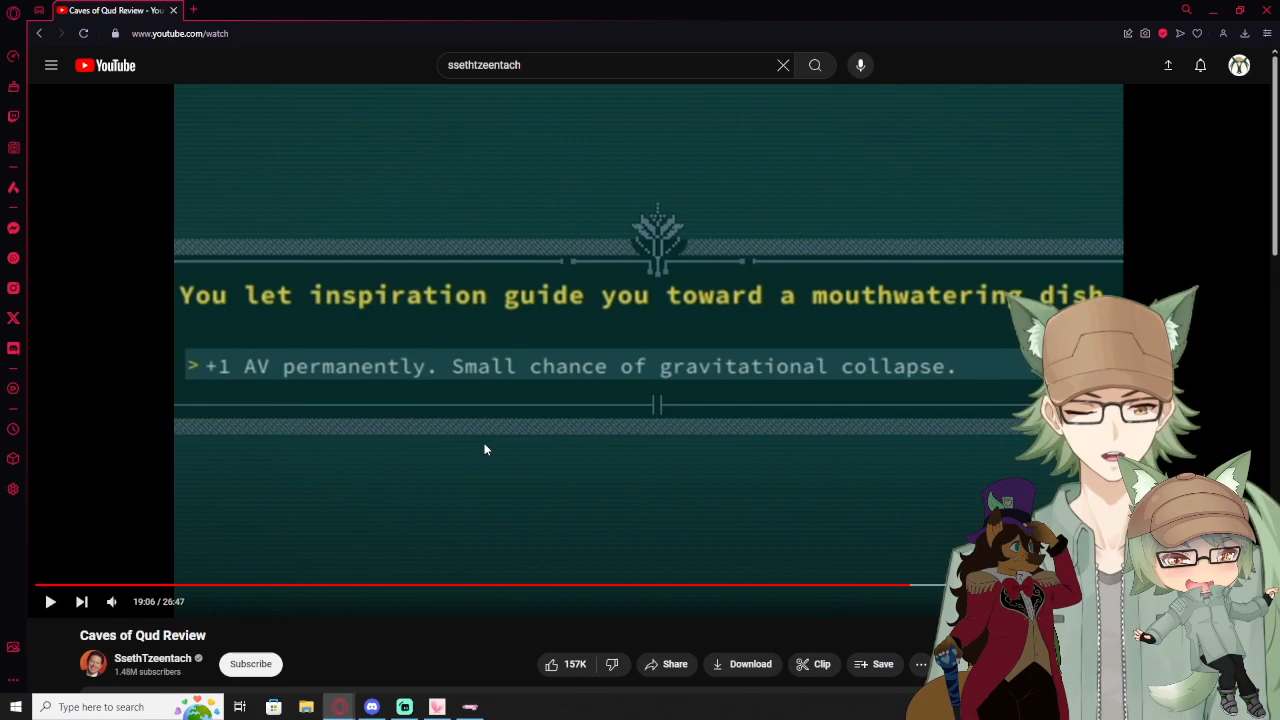 Caves of Qud Review - You
www.youtube.com/watch
YouTube
ssethtzeentach
You let inspiration guide you toward a mouthwatering dish
>+1 AV permanently. Small chance of gravitational collapse.
19:06 / 26:47
Caves of Qud Review
SsethTzeentach
1.48M subscribers
Subscribe
157K
Share
Download
Clip
Save
Type here to search